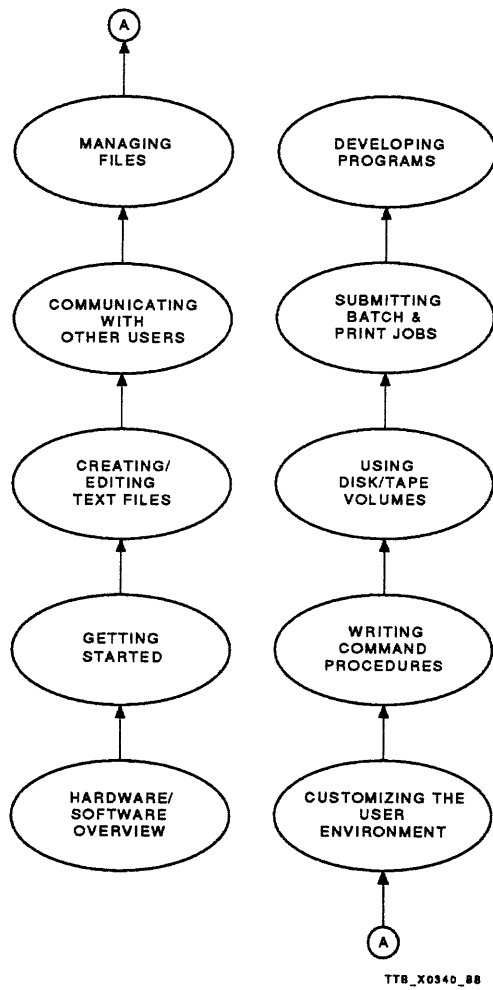 A
MANAGING
FILES
COMMUNICATING
WITH
OTHER USERS
CREATING/
EDITING
TEXT FILES
GETTING
STARTED
HARDWARE/
SOFTWARE
OVERVIEW
DEVELOPING
PROGRAMS
SUBMITTING
BATCH &
PRINT JOBS
USING
DISK/TAPE
VOLUMES
WRITING
COMMAND
PROCEDURES
CUSTOMIZING THE
USER
ENVIRONMENT
A
TTB_X0340_88